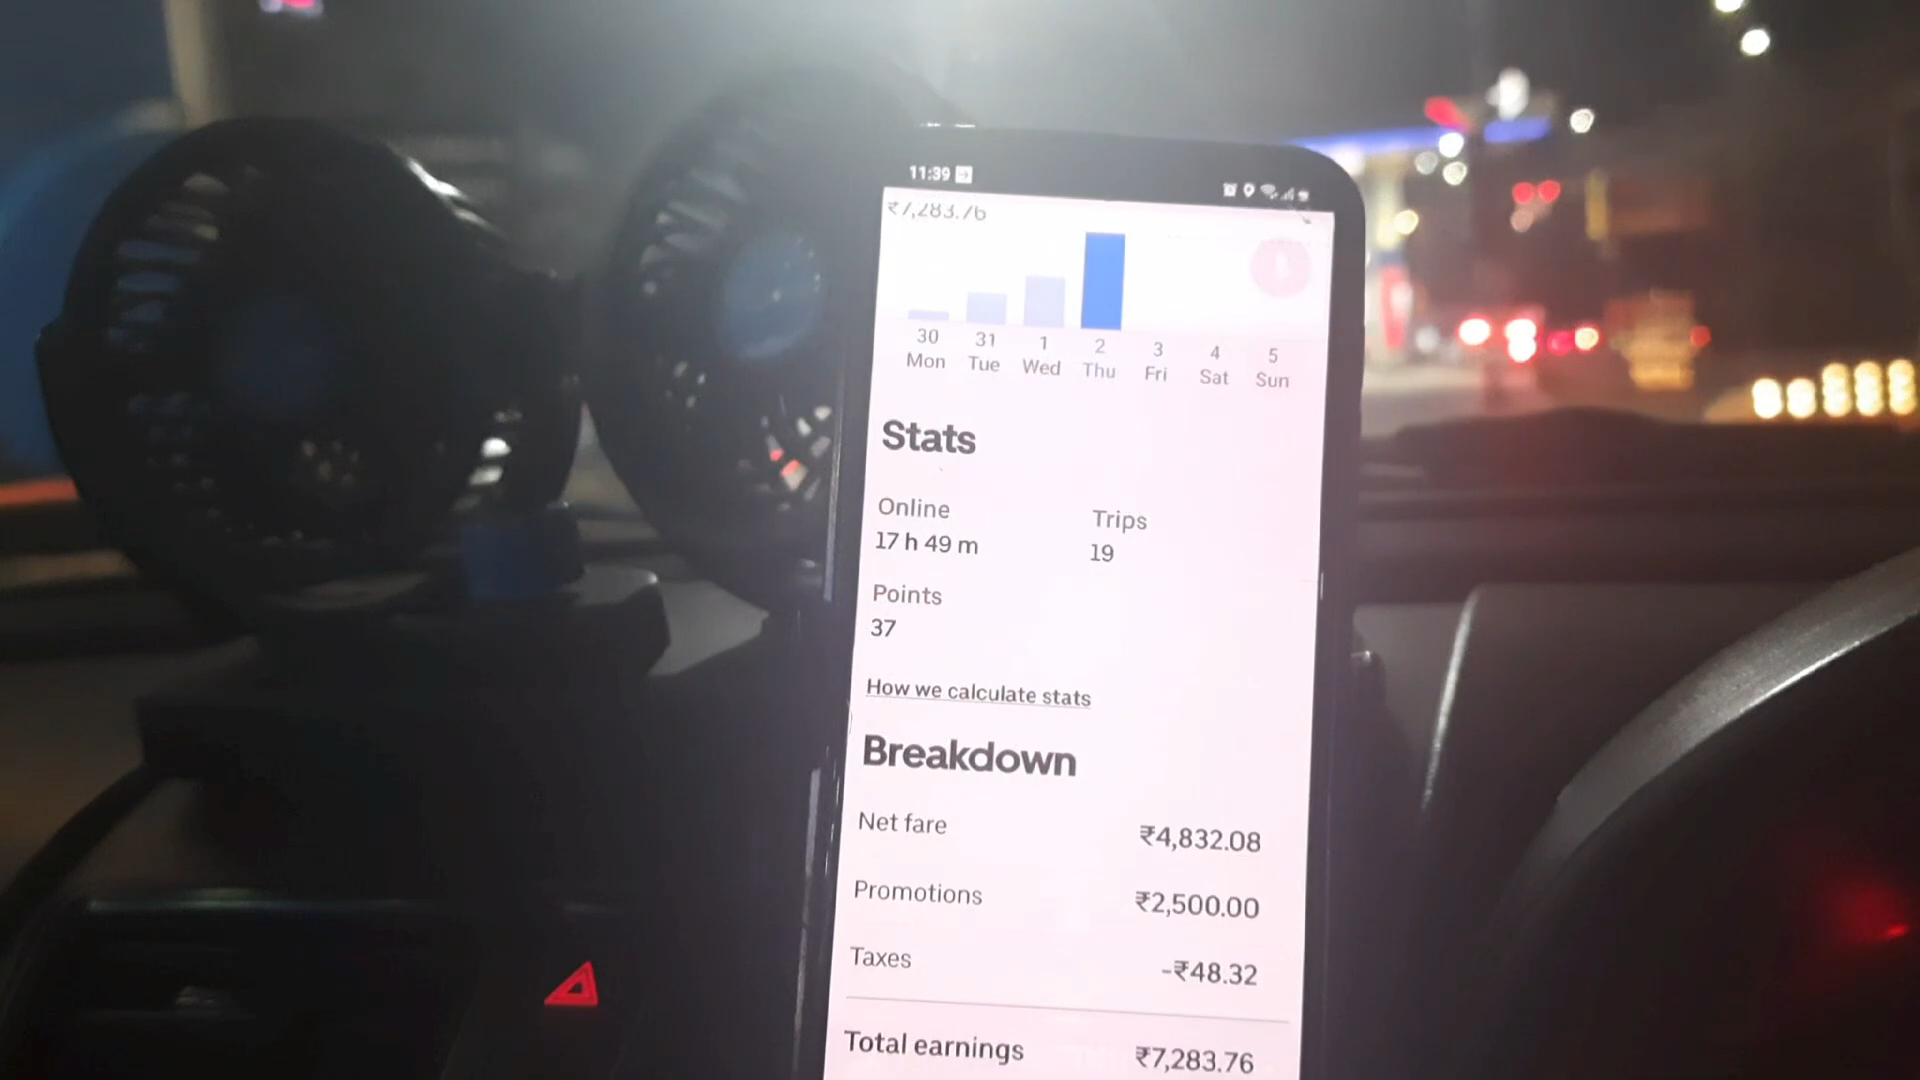 11:39
₹7,283.76
30 31 1 2 3 4 5
Mon Tue Wed Thu Fri Sat Sun
Stats
Online Trips
17 h 49 m 19
Points
37
How we calculate stats
Breakdown
Net fare ₹4,832.08
Promotions ₹2,500.00
Taxes -₹48.32
Total earnings ₹7,283.76